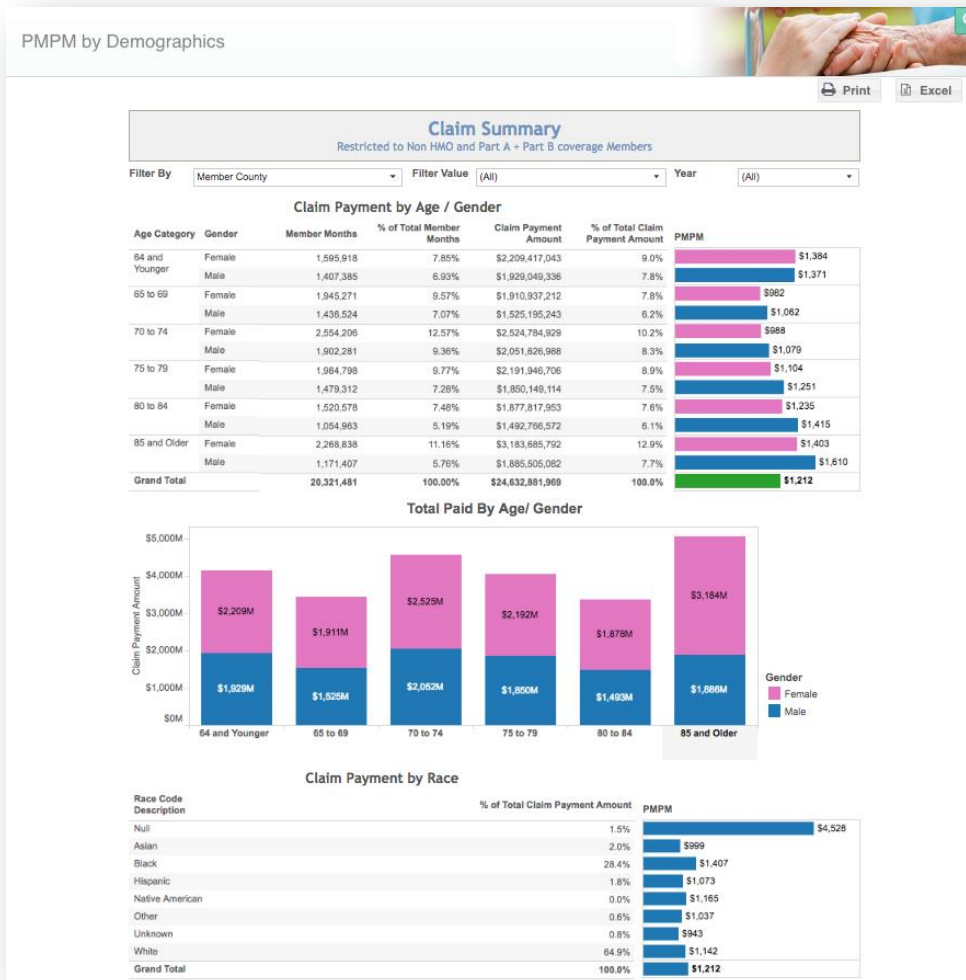 PMPM by Demographics
Print Excel
Claim Summary
Restricted to Non HMO and Part A + Part B coverage Members
Filter By Member County Filter Value (All) Year (All)
Claim Payment by Age / Gender
Age Category Gender Member Months % of Total Member Months Claim Payment Amount % of Total Claim Payment Amount PMPM
64 and Younger Female 1,595,918 7.85% $2,209,417,043 9.0% $1,384
Male 1,407,385 6.93% $1,929,049,336 7.8% $1,371
65 to 69 Female 1,945,271 9.57% $1,910,937,212 7.8% $982
Male 1,436,524 7.07% $1,525,195,243 6.2% $1,062
70 to 74 Female 2,554,206 12.57% $2,524,784,929 10.2% $988
Male 1,902,281 9.36% $2,051,626,988 8.3% $1,079
75 to 79 Female 1,984,798 9.77% $2,191,946,706 8.9% $1,104
Male 1,479,312 7.28% $1,850,149,114 7.5% $1,251
80 to 84 Female 1,520,578 7.48% $1,877,817,953 7.6% $1,235
Male 1,054,963 5.19% $1,492,766,572 6.1% $1,415
85 and Older Female 2,268,838 11.16% $3,183,685,792 12.9% $1,403
Male 1,171,407 5.76% $1,885,505,082 7.7% $1,610
Grand Total 20,321,481 100.00% $24,632,881,969 100.0% $1,212
Total Paid By Age/ Gender
Claim Payment Amount
$5,000M
$4,000M
$3,000M
$2,000M
$1,000M
$0M
$2,209M $1,911M $2,525M $2,192M $1,878M $3,184M
$1,929M $1,525M $2,052M $1,850M $1,493M $1,886M
64 and Younger 65 to 69 70 to 74 75 to 79 80 to 84 85 and Older
Gender
Female
Male
Claim Payment by Race
Race Code Description % of Total Claim Payment Amount PMPM
Null 1.5% $4,528
Asian 2.0% $999
Black 28.4% $1,407
Hispanic 1.8% $1,073
Native American 0.0% $1,165
Other 0.6% $1,037
Unknown 0.8% $943
White 64.9% $1,142
Grand Total 100.0% $1,212